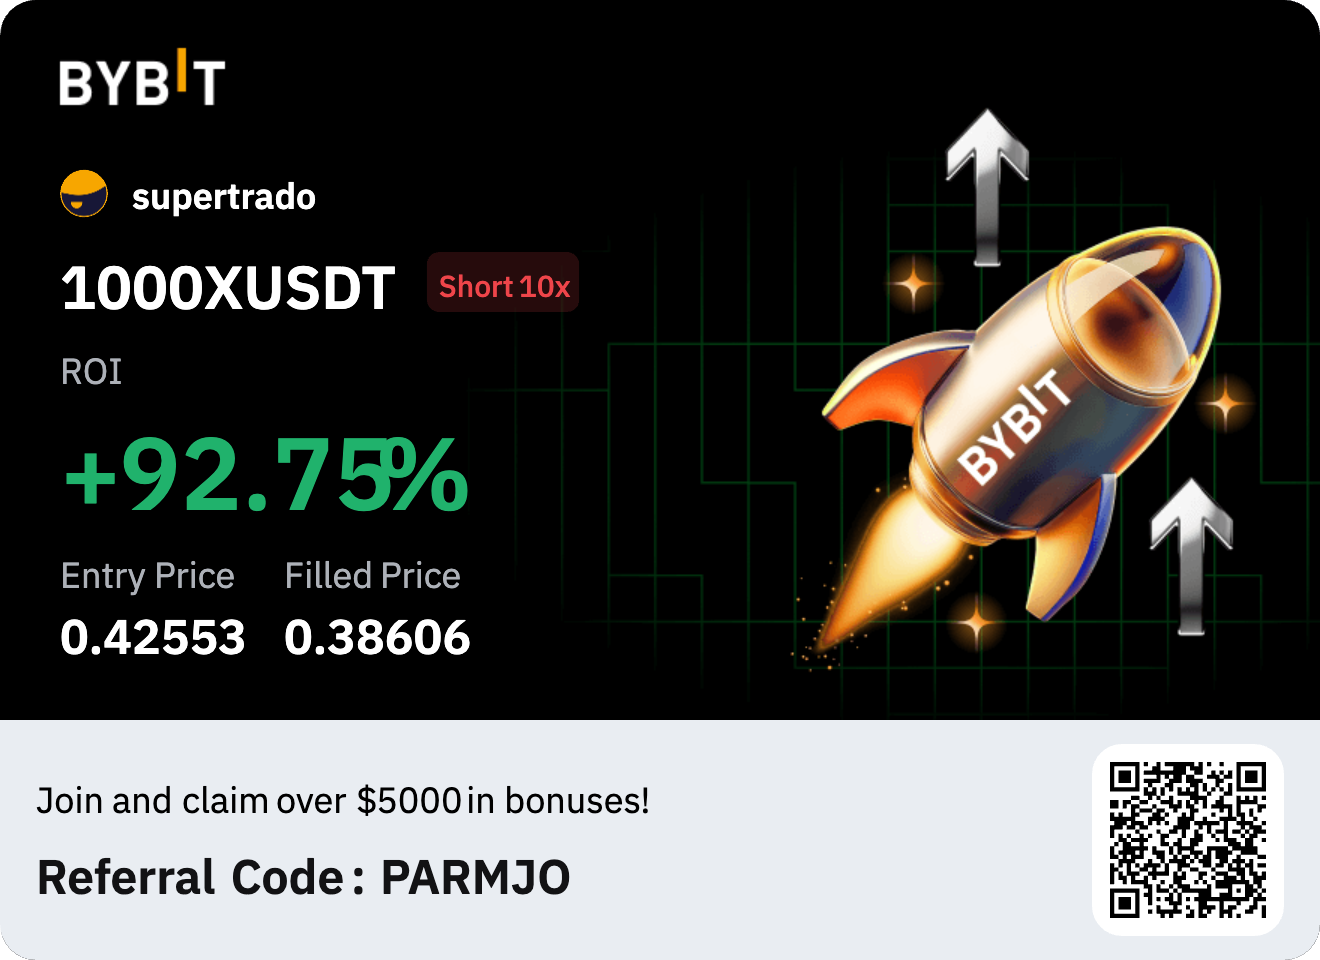 BYBIT
supertrado
1000XUSDT Short 10x
ROI
+92.75%
Entry Price Filled Price
0.42553 0.38606
BYBIT
Join and claim over $5000 in bonuses!
Referral Code: PARMJO